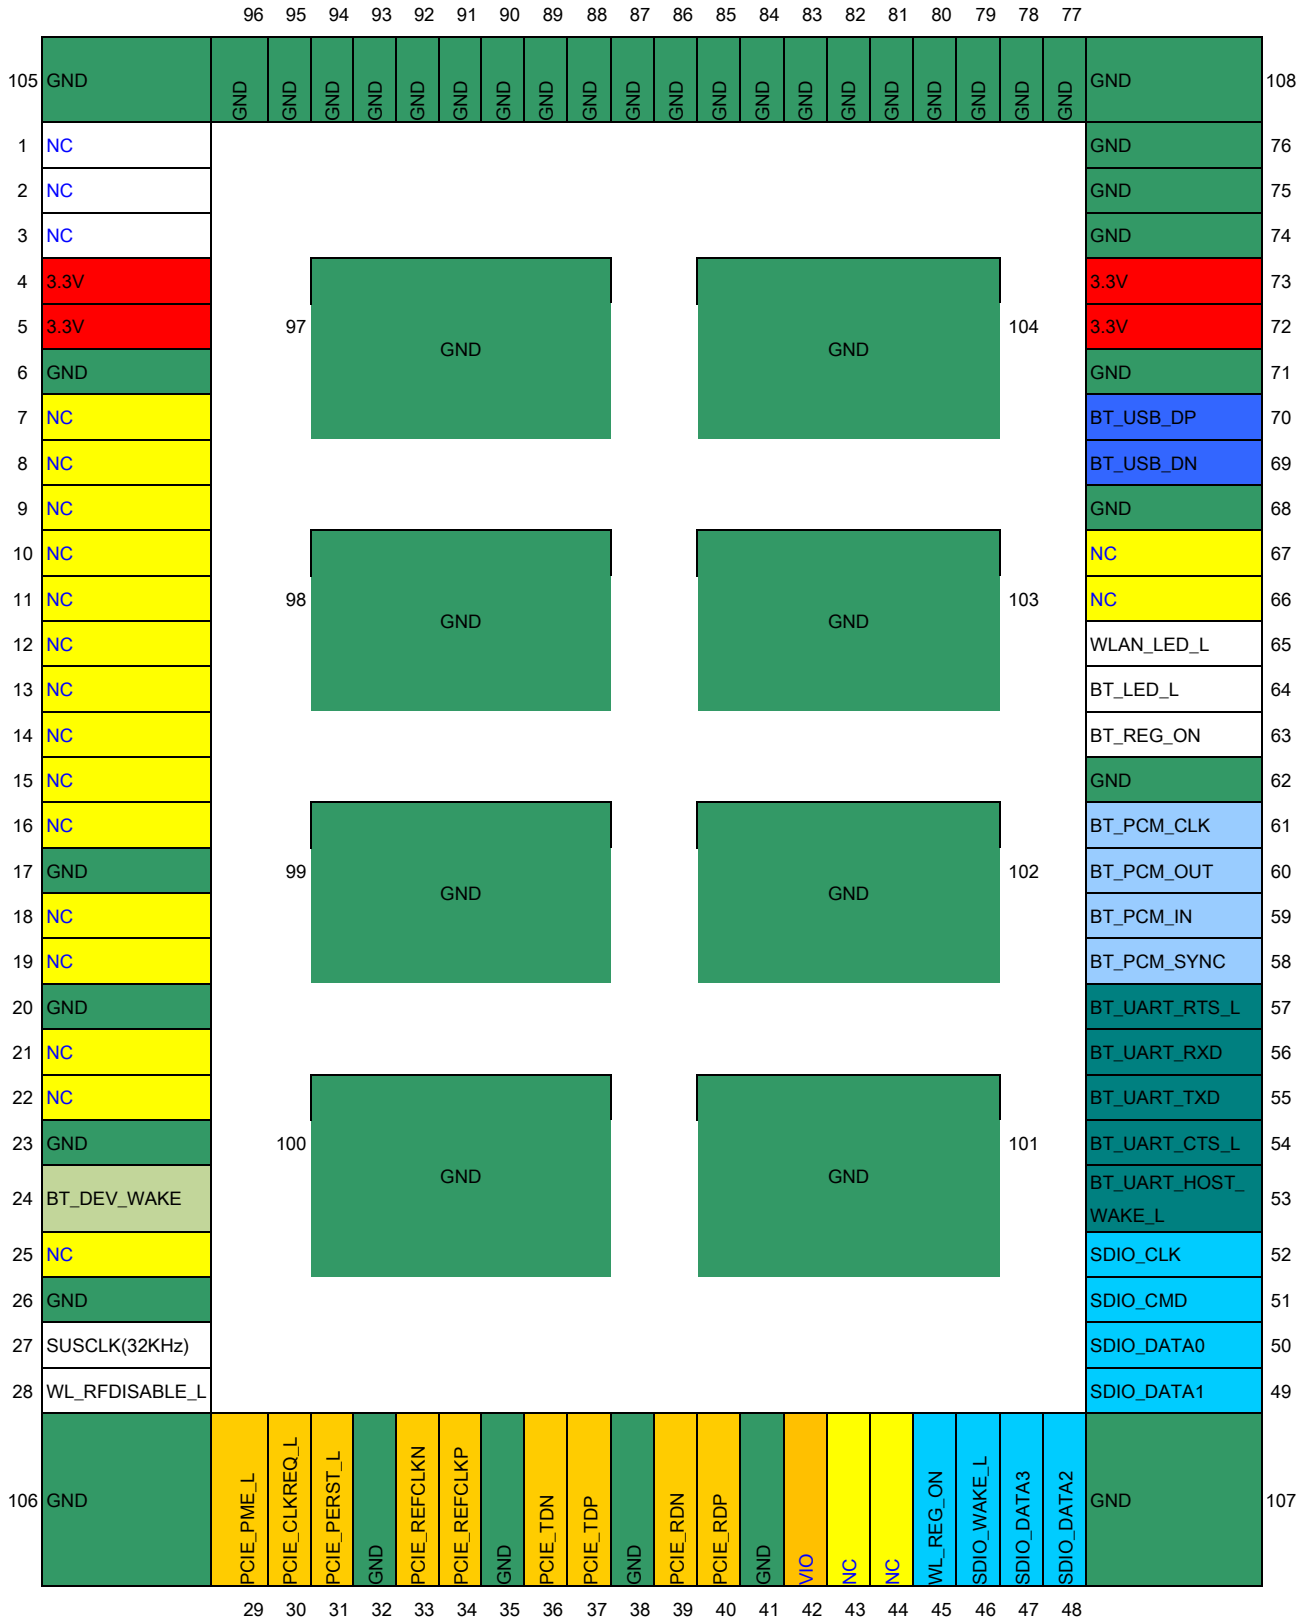 96 95 94 93 92 91 90 89 88 87 86 85 84 83 82 81 80 79 78 77
105 GND GND GND GND GND GND GND GND GND GND GND GND GND GND GND GND GND GND GND GND GND GND 108
1 NC GND 76
2 NC GND 75
3 NC GND 74
4 3.3V 3.3V 73
5 3.3V 97 104 3.3V 72
GND GND
6 GND GND 71
7 NC BT_USB_DP 70
8 NC BT_USB_DN 69
9 NC GND 68
10 NC NC 67
11 NC 98 103 NC 66
GND GND
12 NC WLAN_LED_L 65
13 NC BT_LED_L 64
14 NC BT_REG_ON 63
15 NC GND 62
16 NC BT_PCM_CLK 61
17 GND 99 102 BT_PCM_OUT 60
GND GND
18 NC BT_PCM_IN 59
19 NC BT_PCM_SYNC 58
20 GND BT_UART_RTS_L 57
21 NC BT_UART_RXD 56
22 NC BT_UART_TXD 55
23 GND 100 101 BT_UART_CTS_L 54
GND GND
24 BT_DEV_WAKE BT_UART_HOST_
WAKE_L 53
25 NC SDIO_CLK 52
26 GND SDIO_CMD 51
27 SUSCLK(32KHz) SDIO_DATA0 50
28 WL_RFDISABLE_L SDIO_DATA1 49
106 GND PCIE_PME_L PCIE_CLKREQ_L PCIE_PERST_L GND PCIE_REFCLKN PCIE_REFCLKP GND PCIE_TDN PCIE_TDP GND PCIE_RDN PCIE_RDP GND VIO NC NC WL_REG_ON SDIO_WAKE_L SDIO_DATA3 SDIO_DATA2 GND 107
29 30 31 32 33 34 35 36 37 38 39 40 41 42 43 44 45 46 47 48